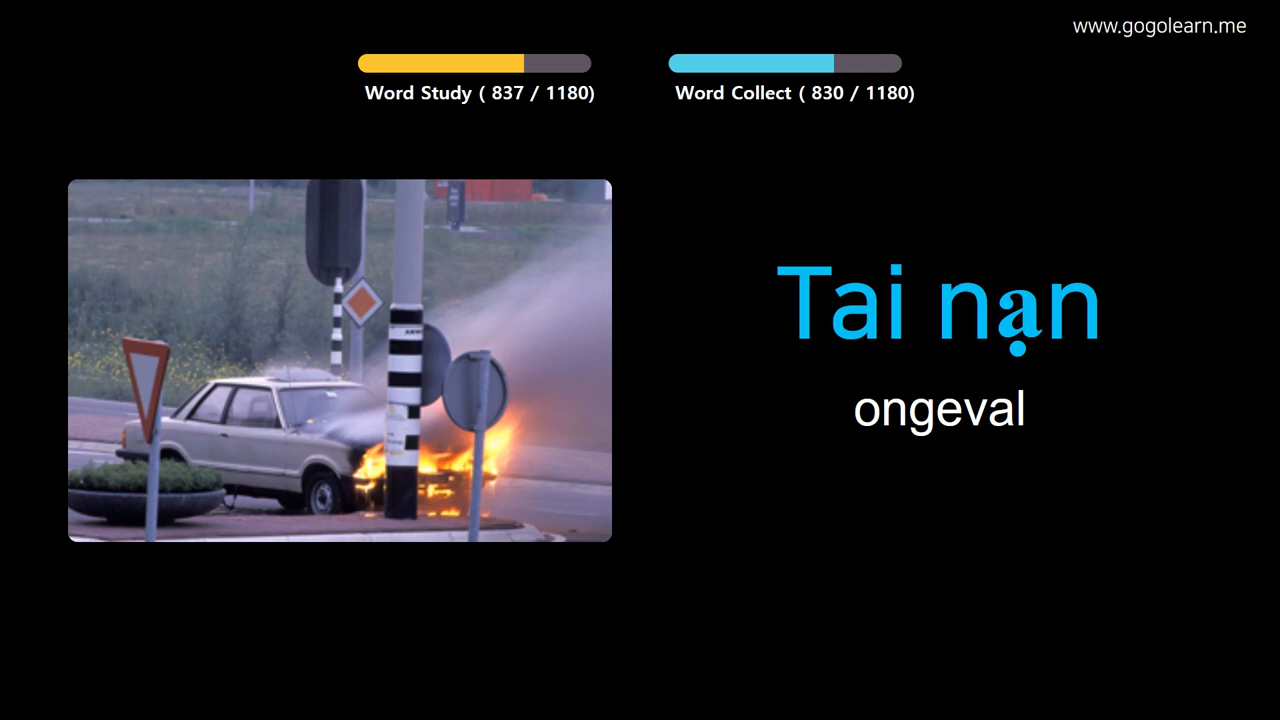 www.gogolearn.me
Word Study ( 837 / 1180)
Word Collect ( 830 / 1180)
Tai nạn
ongeval